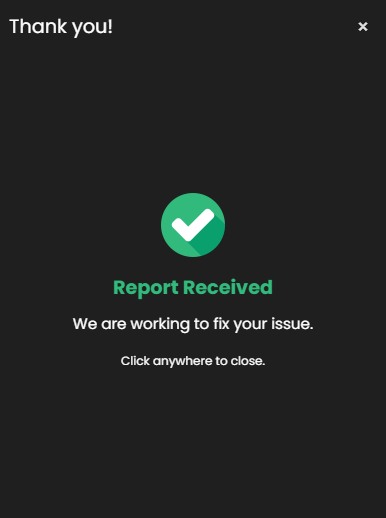 Thank you!
×
Report Received
We are working to fix your issue.
Click anywhere to close.